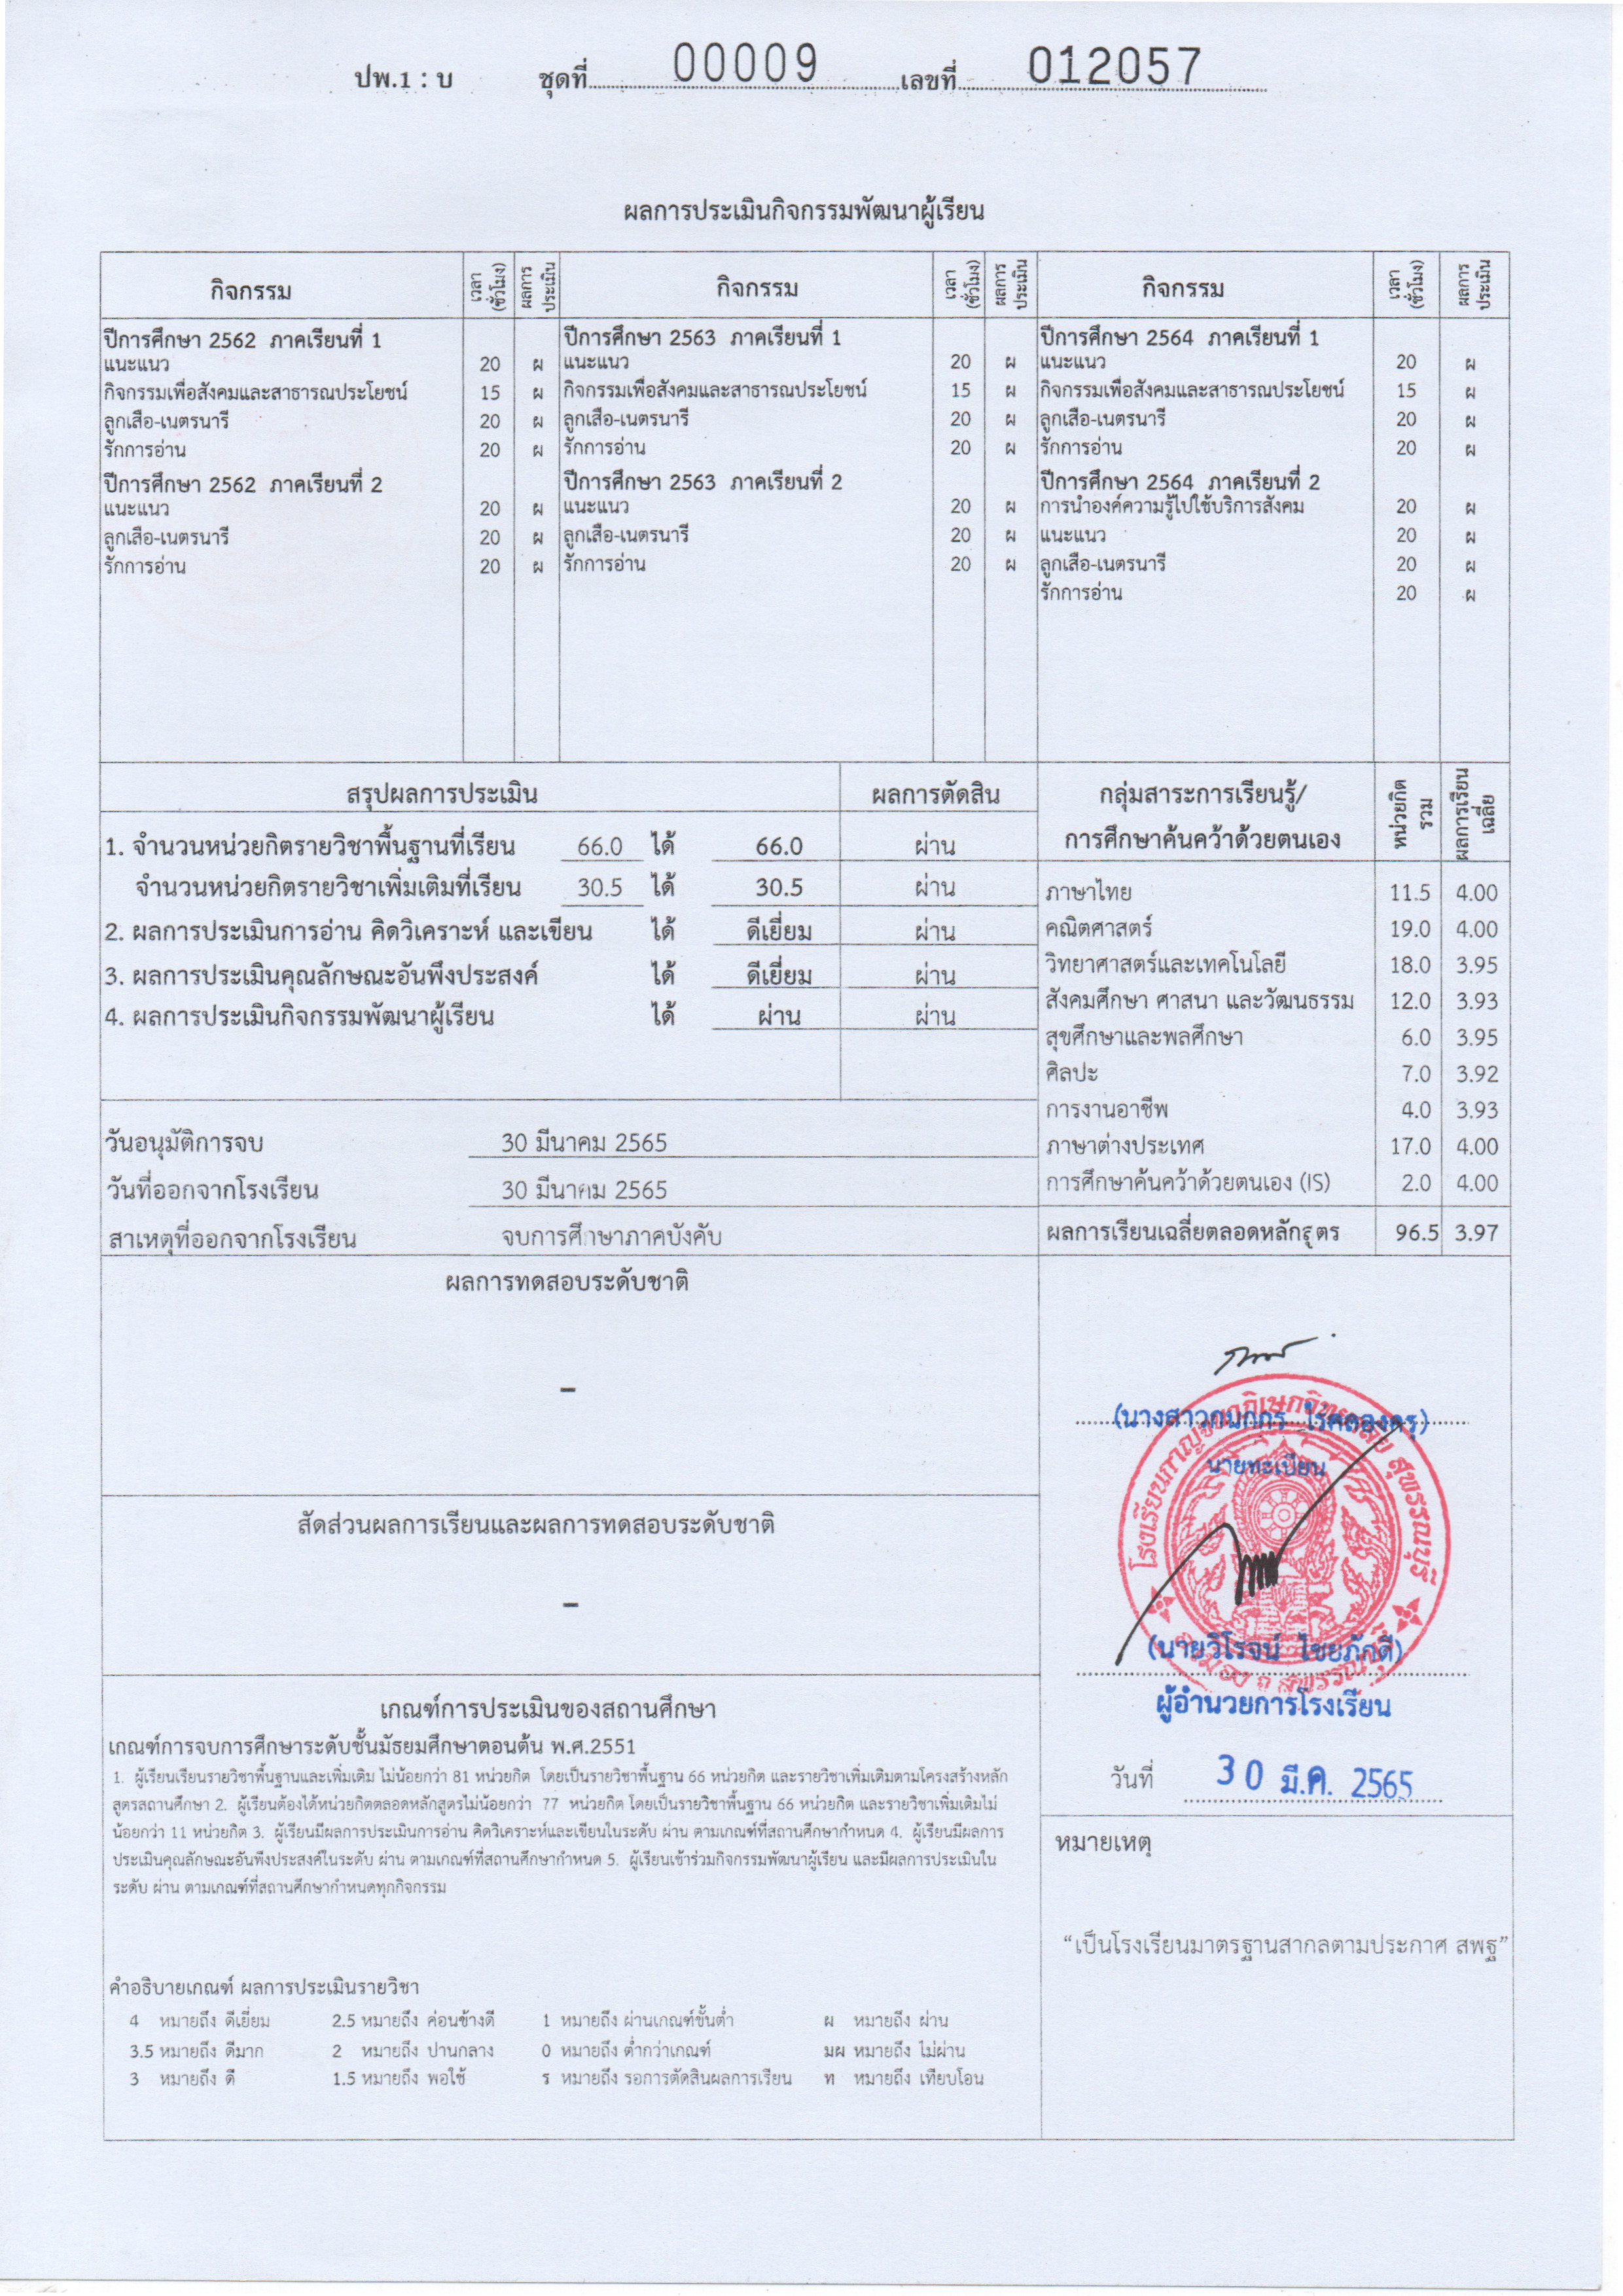 ปพ.1 : บ ชุดที่ 00009 เลขที่ 012057
ผลการประเมินกิจกรรมพัฒนาผู้เรียน
กิจกรรม เวลา (ชั่วโมง) ผลการประเมิน กิจกรรม เวลา (ชั่วโมง) ผลการประเมิน กิจกรรม เวลา (ชั่วโมง) ผลการประเมิน
ปีการศึกษา 2562 ภาคเรียนที่ 1 ปีการศึกษา 2563 ภาคเรียนที่ 1 ปีการศึกษา 2564 ภาคเรียนที่ 1
แนะแนว 20 ผ แนะแนว 20 ผ แนะแนว 20 ผ
กิจกรรมเพื่อสังคมและสาธารณประโยชน์ 15 ผ กิจกรรมเพื่อสังคมและสาธารณประโยชน์ 15 ผ กิจกรรมเพื่อสังคมและสาธารณประโยชน์ 15 ผ
ลูกเสือ-เนตรนารี 20 ผ ลูกเสือ-เนตรนารี 20 ผ ลูกเสือ-เนตรนารี 20 ผ
รักการอ่าน 20 ผ รักการอ่าน 20 ผ รักการอ่าน 20 ผ
ปีการศึกษา 2562 ภาคเรียนที่ 2 ปีการศึกษา 2563 ภาคเรียนที่ 2 ปีการศึกษา 2564 ภาคเรียนที่ 2
แนะแนว 20 ผ แนะแนว 20 ผ การนำองค์ความรู้ไปใช้บริการสังคม 20 ผ
ลูกเสือ-เนตรนารี 20 ผ ลูกเสือ-เนตรนารี 20 ผ แนะแนว 20 ผ
รักการอ่าน 20 ผ รักการอ่าน 20 ผ ลูกเสือ-เนตรนารี 20 ผ
รักการอ่าน 20 ผ
สรุปผลการประเมิน ผลการตัดสิน
1. จำนวนหน่วยกิตรายวิชาพื้นฐานที่เรียน 66.0 ได้ 66.0 ผ่าน
จำนวนหน่วยกิตรายวิชาเพิ่มเติมที่เรียน 30.5 ได้ 30.5 ผ่าน
2. ผลการประเมินการอ่าน คิดวิเคราะห์ และเขียน ได้ ดีเยี่ยม ผ่าน
3. ผลการประเมินคุณลักษณะอันพึงประสงค์ ได้ ดีเยี่ยม ผ่าน
4. ผลการประเมินกิจกรรมพัฒนาผู้เรียน ได้ ผ่าน ผ่าน
วันอนุมัติการจบ 30 มีนาคม 2565
วันที่ออกจากโรงเรียน 30 มีนาคม 2565
สาเหตุที่ออกจากโรงเรียน จบการศึกษาภาคบังคับ
กลุ่มสาระการเรียนรู้/
การศึกษาค้นคว้าด้วยตนเอง หน่วยกิตรวม ผลการเรียนเฉลี่ย
ภาษาไทย 11.5 4.00
คณิตศาสตร์ 19.0 4.00
วิทยาศาสตร์และเทคโนโลยี 18.0 3.95
สังคมศึกษา ศาสนา และวัฒนธรรม 12.0 3.93
สุขศึกษาและพลศึกษา 6.0 3.95
ศิลปะ 7.0 3.92
การงานอาชีพ 4.0 3.93
ภาษาต่างประเทศ 17.0 4.00
การศึกษาค้นคว้าด้วยตนเอง (IS) 2.0 4.00
ผลการเรียนเฉลี่ยตลอดหลักสูตร 96.5 3.97
ผลการทดสอบระดับชาติ
-
สัดส่วนผลการเรียนและผลการทดสอบระดับชาติ
-
นายทะเบียน
โรงเรียนกาญจนาภิเษกวิทยาลัย สุพรรณบุรี
(นายวิโรจน์ ไชยภักดี)
ผู้อำนวยการโรงเรียน
วันที่ 30 มี.ค. 2565
เกณฑ์การประเมินของสถานศึกษา
เกณฑ์การจบการศึกษาระดับชั้นมัธยมศึกษาตอนต้น พ.ศ.2551
1. ผู้เรียนเรียนรายวิชาพื้นฐานและเพิ่มเติม ไม่น้อยกว่า 81 หน่วยกิต โดยเป็นรายวิชาพื้นฐาน 66 หน่วยกิต และรายวิชาเพิ่มเติมตามโครงสร้างหลัก
สูตรสถานศึกษา 2. ผู้เรียนต้องได้หน่วยกิตตลอดหลักสูตรไม่น้อยกว่า 77 หน่วยกิต โดยเป็นรายวิชาพื้นฐาน 66 หน่วยกิต และรายวิชาเพิ่มเติมไม่
น้อยกว่า 11 หน่วยกิต 3. ผู้เรียนมีผลการประเมินการอ่าน คิดวิเคราะห์และเขียนในระดับ ผ่าน ตามเกณฑ์ที่สถานศึกษากำหนด 4. ผู้เรียนมีผลการ
ประเมินคุณลักษณะอันพึงประสงค์ในระดับ ผ่าน ตามเกณฑ์ที่สถานศึกษากำหนด 5. ผู้เรียนเข้าร่วมกิจกรรมพัฒนาผู้เรียน และมีผลการประเมินใน
ระดับ ผ่าน ตามเกณฑ์ที่สถานศึกษากำหนดทุกกิจกรรม
หมายเหตุ
“เป็นโรงเรียนมาตรฐานสากลตามประกาศ สพฐ”
คำอธิบายเกณฑ์ ผลการประเมินรายวิชา
4 หมายถึง ดีเยี่ยม 2.5 หมายถึง ค่อนข้างดี 1 หมายถึง ผ่านเกณฑ์ขั้นต่ำ ผ หมายถึง ผ่าน
3.5 หมายถึง ดีมาก 2 หมายถึง ปานกลาง 0 หมายถึง ต่ำกว่าเกณฑ์ มผ หมายถึง ไม่ผ่าน
3 หมายถึง ดี 1.5 หมายถึง พอใช้ ร หมายถึง รอการตัดสินผลการเรียน ท หมายถึง เทียบโอน